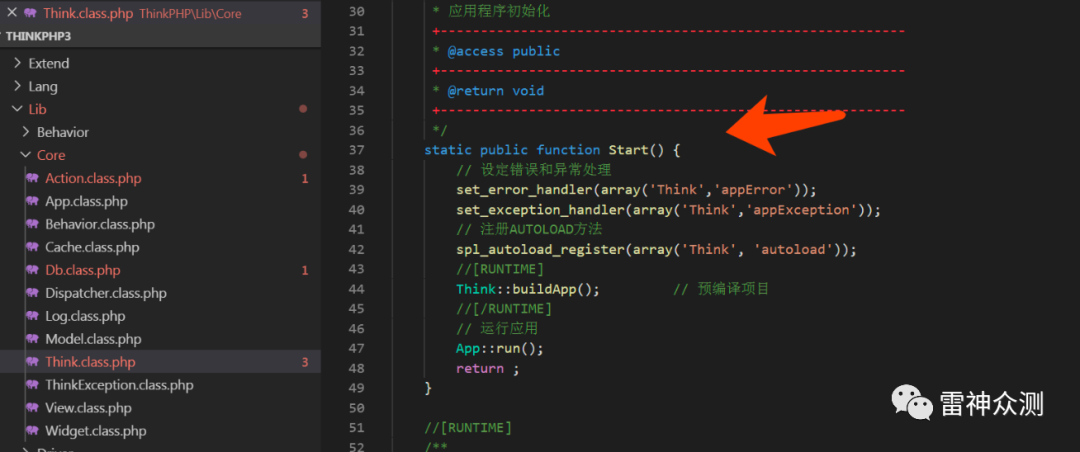 Think.class.php ThinkPHP\Lib\Core 3
THINKPHP3
Extend
Lang
Lib
Behavior
Core
Action.class.php 1
App.class.php
Behavior.class.php
Cache.class.php
Db.class.php 1
Dispatcher.class.php
Log.class.php
Model.class.php
Think.class.php 3
ThinkException.class.php
View.class.php
Widget.class.php
30 * 应用程序初始化
31 +----------------------------------------------------------
32 * @access public
33 +----------------------------------------------------------
34 * @return void
35 +----------------------------------------------------------
36 */
37 static public function Start() {
38 // 设定错误和异常处理
39 set_error_handler(array('Think','appError'));
40 set_exception_handler(array('Think','appException'));
41 // 注册AUTOLOAD方法
42 spl_autoload_register(array('Think', 'autoload'));
43 //[RUNTIME]
44 Think::buildApp(); // 预编译项目
45 //[/RUNTIME]
46 // 运行应用
47 App::run();
48 return ;
49 }
50
51 //[RUNTIME]
52 /**
雷神众测